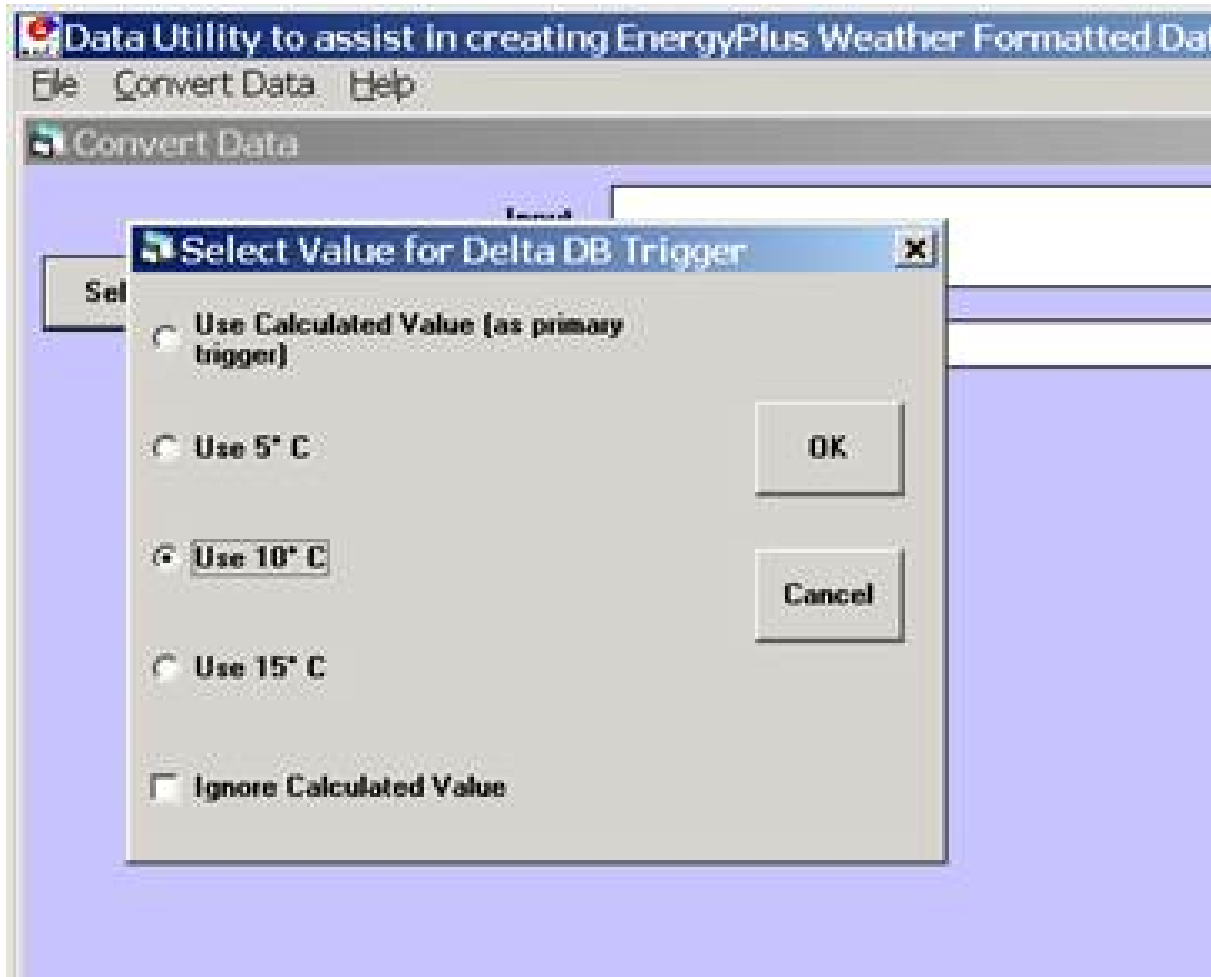 Data Utility to assist in creating EnergyPlus Weather Formatted Dat
File Convert Data Help
Convert Data
Input
Select Value for Delta DB Trigger
Sel
Use Calculated Value (as primary
trigger)
Use 5° C
OK
Use 10° C
Cancel
Use 15° C
Ignore Calculated Value